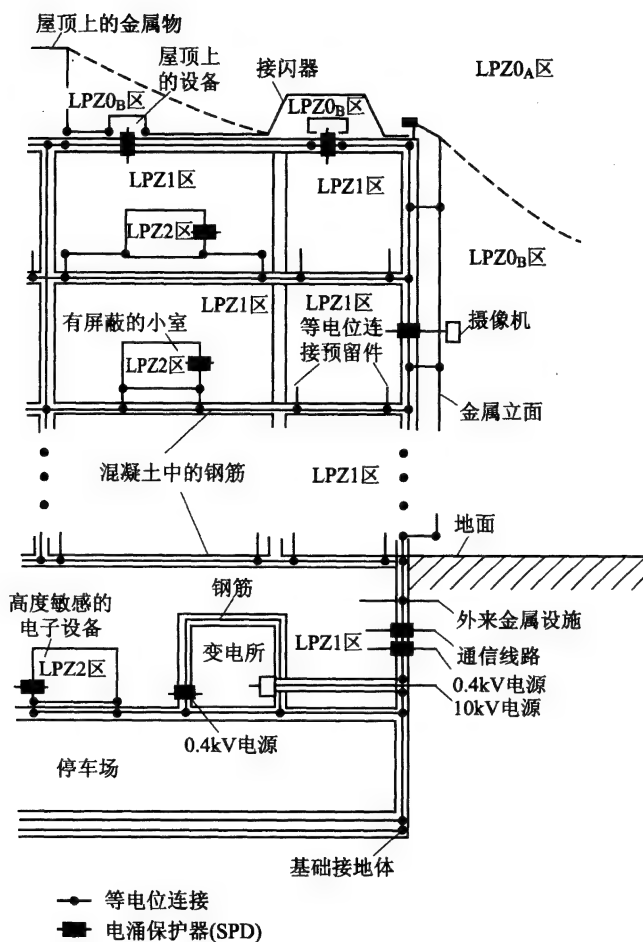 屋顶上的金属物
屋顶上
的设备
接闪器
LPZ0A区
LPZ0B区
LPZ0B区
LPZ1区
LPZ1区
LPZ2区
LPZ0B区
LPZ1区
LPZ1区
等电位连
接预留件
有屏蔽的小室
LPZ2区
摄像机
金属立面
混凝土中的钢筋
LPZ1区
地面
钢筋
高度敏感的
电子设备
LPZ2区
变电所
LPZ1区
外来金属设施
通信线路
0.4kV电源
10kV电源
0.4kV电源
停车场
基础接地体
等电位连接
电涌保护器(SPD)